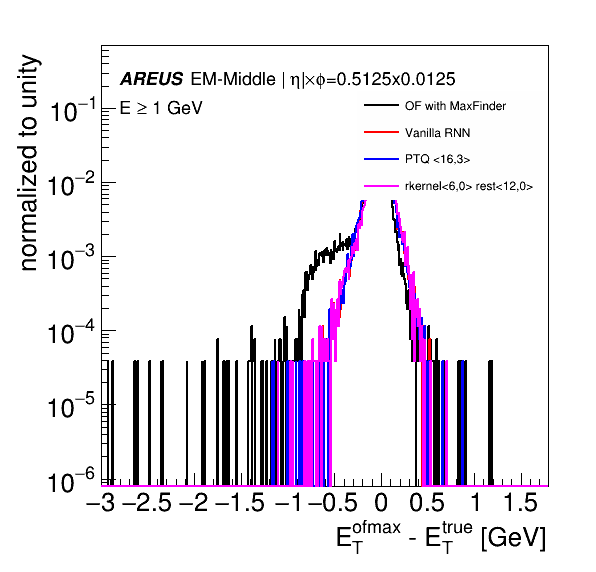 normalized to unity
AREUS EM-Middle | η|×ϕ=0.5125x0.0125
E ≥ 1 GeV
OF with MaxFinder
Vanilla RNN
PTQ <16,3>
rkernel<6,0> rest<12,0>
10⁻¹
10⁻²
10⁻³
10⁻⁴
10⁻⁵
10⁻⁶
−3 −2.5 −2 −1.5 −1 −0.5 0 0.5 1 1.5
E_T^ofmax - E_T^true [GeV]